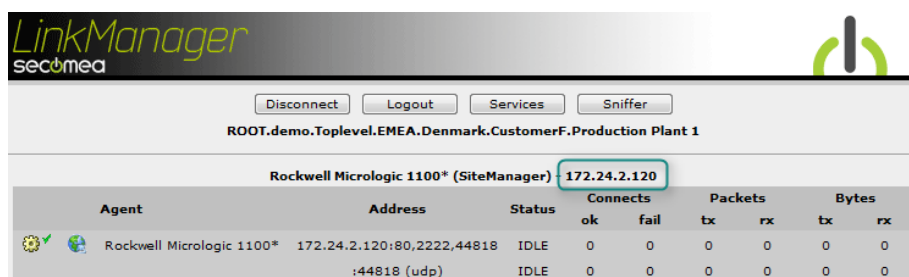 LinkManager
secomea
Disconnect Logout Services Sniffer
ROOT.demo.Toplevel.EMEA.Denmark.CustomerF.Production Plant 1
Rockwell Micrologic 1100* (SiteManager) - 172.24.2.120
Agent Address Status Connects Packets Bytes
ok fail tx rx tx rx
Rockwell Micrologic 1100* 172.24.2.120:80,2222,44818 IDLE 0 0 0 0 0 0
:44818 (udp) IDLE 0 0 0 0 0 0